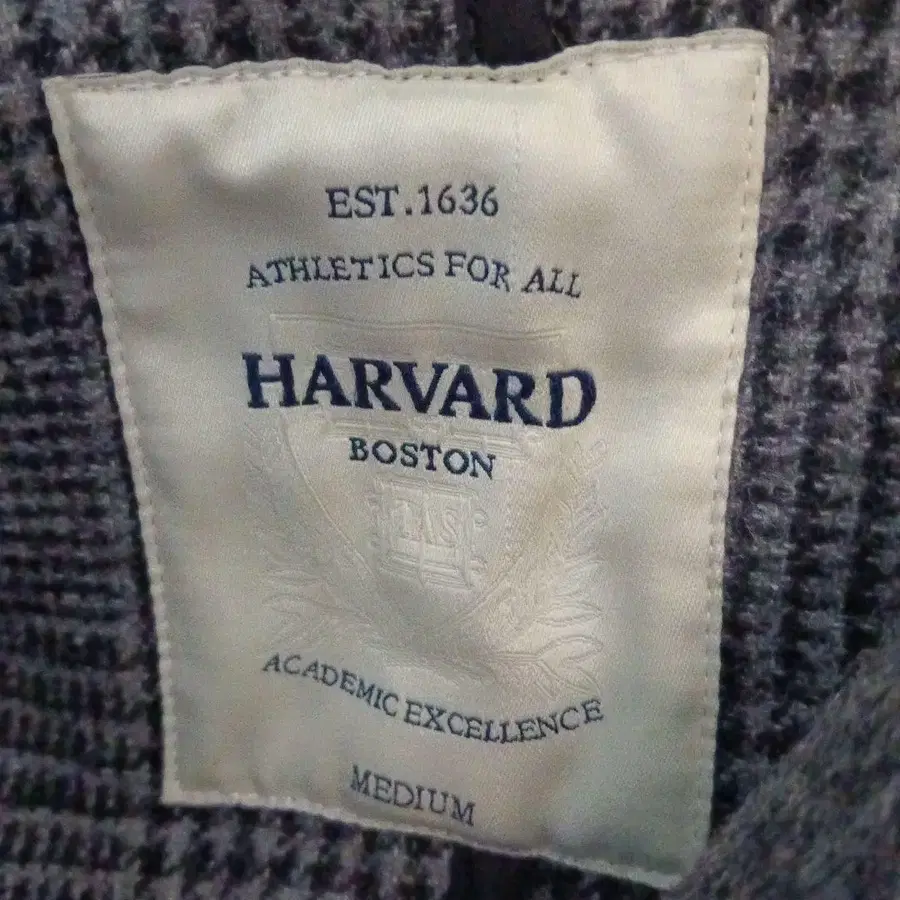 EST.1636
ATHLETICS FOR ALL
HARVARD
BOSTON
ACADEMIC EXCELLENCE
MEDIUM